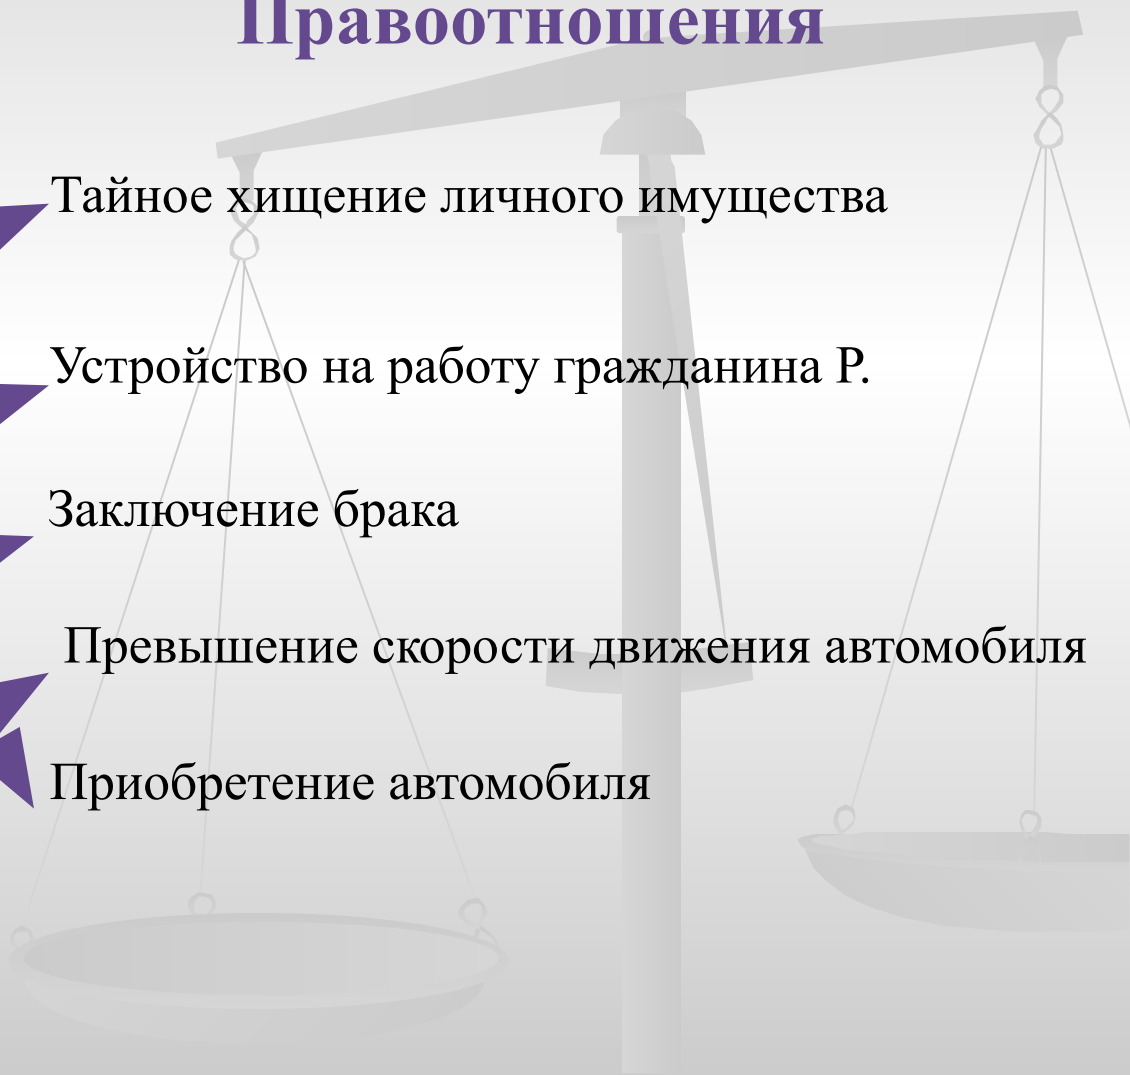 Правоотношения
Тайное хищение личного имущества
Устройство на работу гражданина Р.
Заключение брака
Превышение скорости движения автомобиля
Приобретение автомобиля